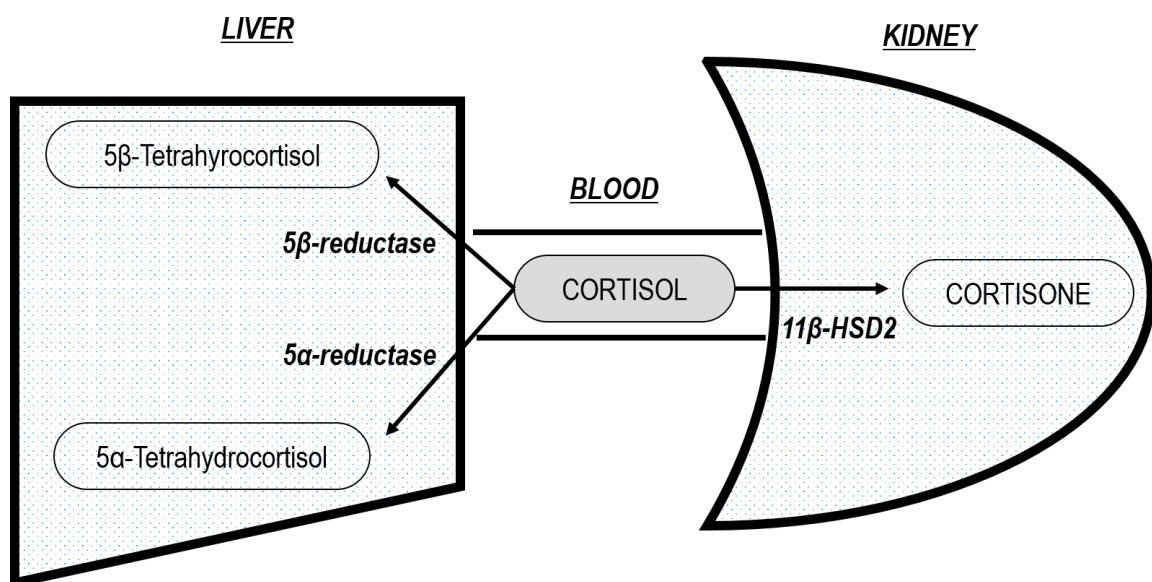 LIVER
KIDNEY
5β-Tetrahyrocortisol
BLOOD
5β-reductase
CORTISOL
CORTISONE
11β-HSD2
5α-reductase
5α-Tetrahydrocortisol